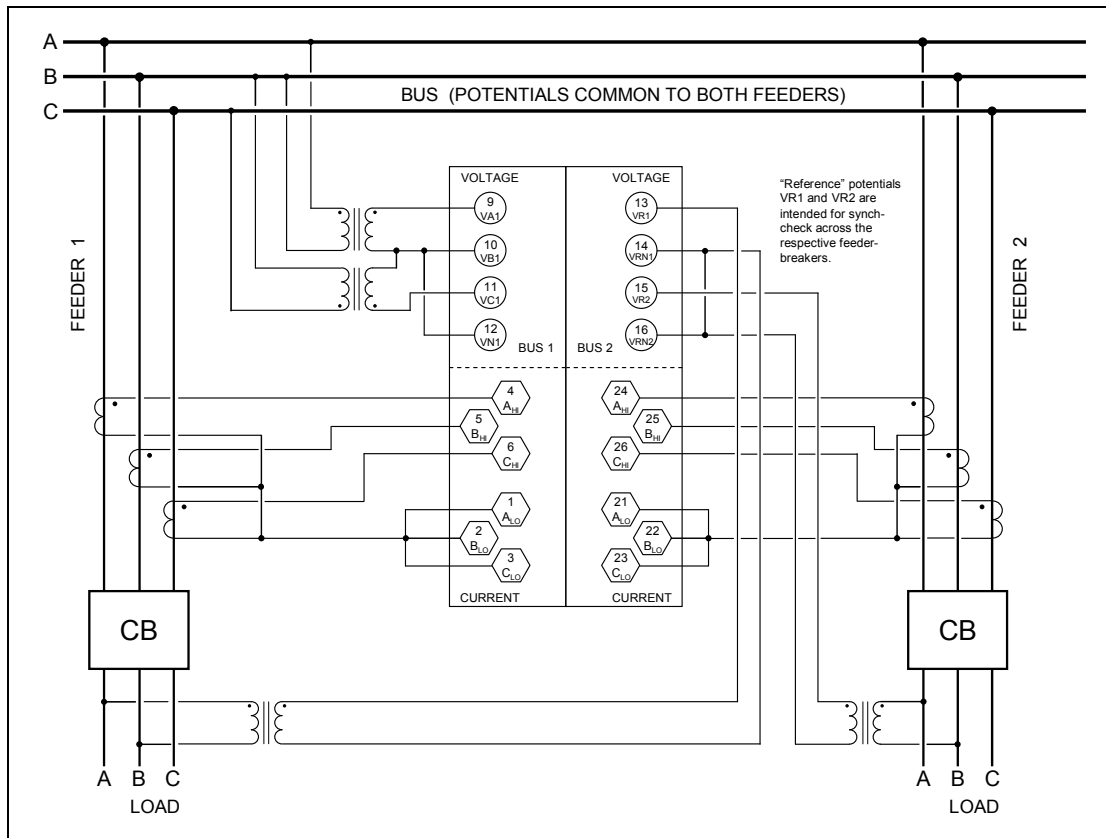 A
B
C
BUS (POTENTIALS COMMON TO BOTH FEEDERS)
FEEDER 1
FEEDER 2
VOLTAGE
9
VA1
10
VB1
11
VC1
12
VN1
BUS 1
VOLTAGE
13
VR1
14
VRN1
15
VR2
16
VRN2
BUS 2
“Reference” potentials
VR1 and VR2 are
intended for synch-
check across the
respective feeder-
breakers.
4
AHI
5
BHI
6
CHI
1
ALO
2
BLO
3
CLO
CURRENT
24
AHI
25
BHI
26
CHI
21
ALO
22
BLO
23
CLO
CURRENT
CB
CB
A B C
LOAD
A B C
LOAD